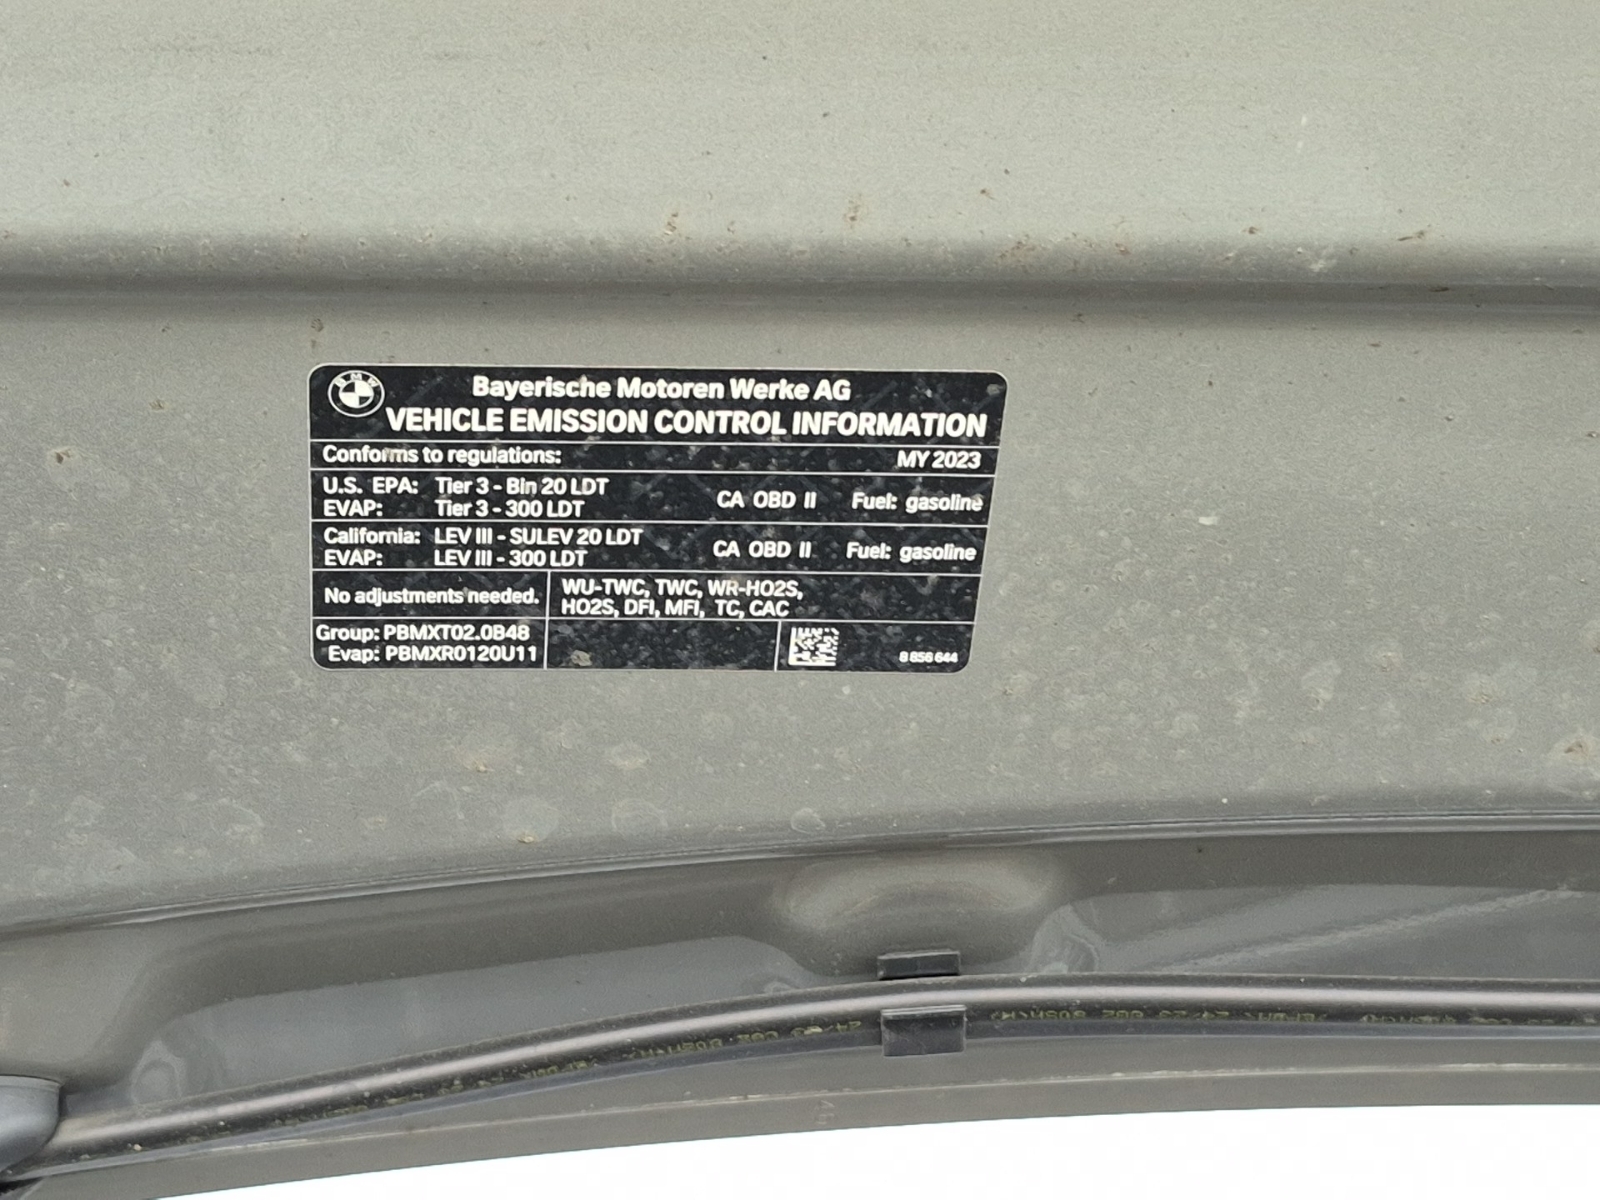 BMW
Bayerische Motoren Werke AG
VEHICLE EMISSION CONTROL INFORMATION
Conforms to regulations: MY 2023
U.S. EPA: Tier 3 - Bin 20 LDT CA OBD II Fuel: gasoline
EVAP: Tier 3 - 300 LDT
California: LEV III - SULEV 20 LDT CA OBD II Fuel: gasoline
EVAP: LEV III - 300 LDT
No adjustments needed.
WU-TWC, TWC, WR-HO2S,
HO2S, DFI, MFI, TC, CAC
Group: PBMXT02.0B48
Evap: PBMXR0120U11
8 856 644